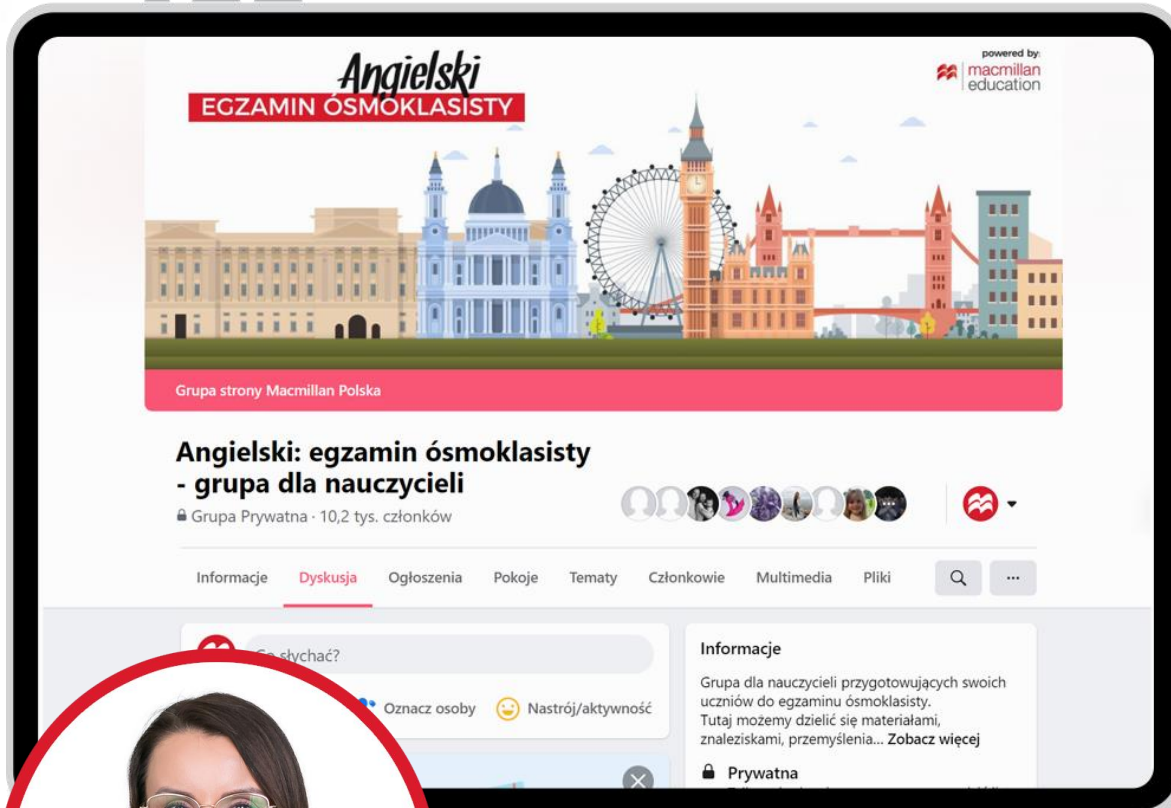 Angielski
EGZAMIN ÓSMOKLASISTY
powered by:
macmillan
education
Grupa strony Macmillan Polska
Angielski: egzamin ósmoklasisty
- grupa dla nauczycieli
Grupa Prywatna · 10,2 tys. członków
Informacje Dyskusja Ogłoszenia Pokoje Tematy Członkowie Multimedia Pliki
słychać?
Oznacz osoby Nastrój/aktywność
Informacje
Grupa dla nauczycieli przygotowujących swoich
uczniów do egzaminu ósmoklasisty.
Tutaj możemy dzielić się materiałami,
znaleziskami, przemyślenia... Zobacz więcej
Prywatna